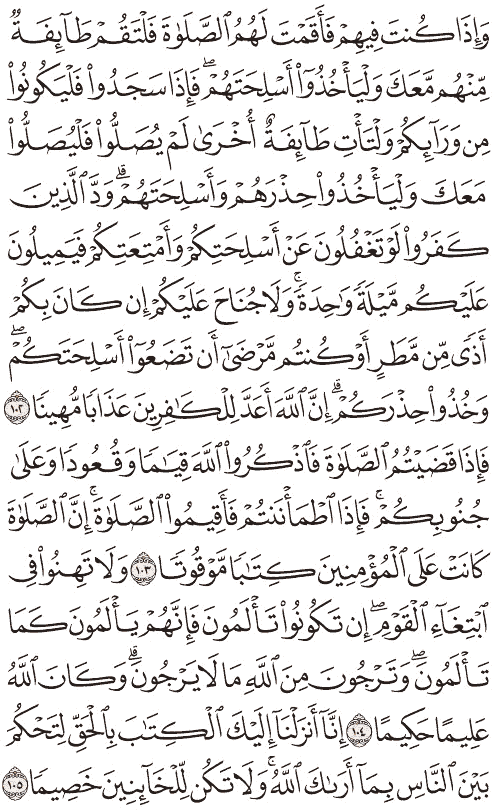 وَإِذَا كُنتَ فِيهِمْ فَأَقَمْتَ لَهُمُ ٱلصَّلَوٰةَ فَلْتَقُمْ طَآئِفَةٌ
مِّنْهُم مَّعَكَ وَلْيَأْخُذُوٓا۟ أَسْلِحَتَهُمْۖ فَإِذَا سَجَدُوا۟ فَلْيَكُونُوا۟
مِن وَرَآئِكُمْ وَلْتَأْتِ طَآئِفَةٌ أُخْرَىٰ لَمْ يُصَلُّوا۟ فَلْيُصَلُّوا۟
مَعَكَ وَلْيَأْخُذُوا۟ حِذْرَهُمْ وَأَسْلِحَتَهُمْۗ وَدَّ ٱلَّذِينَ
كَفَرُوا۟ لَوْ تَغْفُلُونَ عَنْ أَسْلِحَتِكُمْ وَأَمْتِعَتِكُمْ فَيَمِيلُونَ
عَلَيْكُم مَّيْلَةً وَٰحِدَةًۚ وَلَا جُنَاحَ عَلَيْكُمْ إِن كَانَ بِكُمْ
أَذًى مِّن مَّطَرٍ أَوْ كُنتُم مَّرْضَىٰٓ أَن تَضَعُوٓا۟ أَسْلِحَتَكُمْۖ
وَخُذُوا۟ حِذْرَكُمْۗ إِنَّ ٱللَّهَ أَعَدَّ لِلْكَٰفِرِينَ عَذَابًا مُّهِينًا ١٠٢
فَإِذَا قَضَيْتُمُ ٱلصَّلَوٰةَ فَٱذْكُرُوا۟ ٱللَّهَ قِيَٰمًا وَقُعُودًا وَعَلَىٰ
جُنُوبِكُمْۚ فَإِذَا ٱطْمَأْنَنتُمْ فَأَقِيمُوا۟ ٱلصَّلَوٰةَۚ إِنَّ ٱلصَّلَوٰةَ
كَانَتْ عَلَى ٱلْمُؤْمِنِينَ كِتَٰبًا مَّوْقُوتًا ١٠٣ وَلَا تَهِنُوا۟ فِى
ٱبْتِغَآءِ ٱلْقَوْمِۖ إِن تَكُونُوا۟ تَأْلَمُونَ فَإِنَّهُمْ يَأْلَمُونَ كَمَا
تَأْلَمُونَۖ وَتَرْجُونَ مِنَ ٱللَّهِ مَا لَا يَرْجُونَۗ وَكَانَ ٱللَّهُ
عَلِيمًا حَكِيمًا ١٠٤ إِنَّآ أَنزَلْنَآ إِلَيْكَ ٱلْكِتَٰبَ بِٱلْحَقِّ لِتَحْكُمَ
بَيْنَ ٱلنَّاسِ بِمَآ أَرَىٰكَ ٱللَّهُۚ وَلَا تَكُن لِّلْخَآئِنِينَ خَصِيمًا ١٠٥